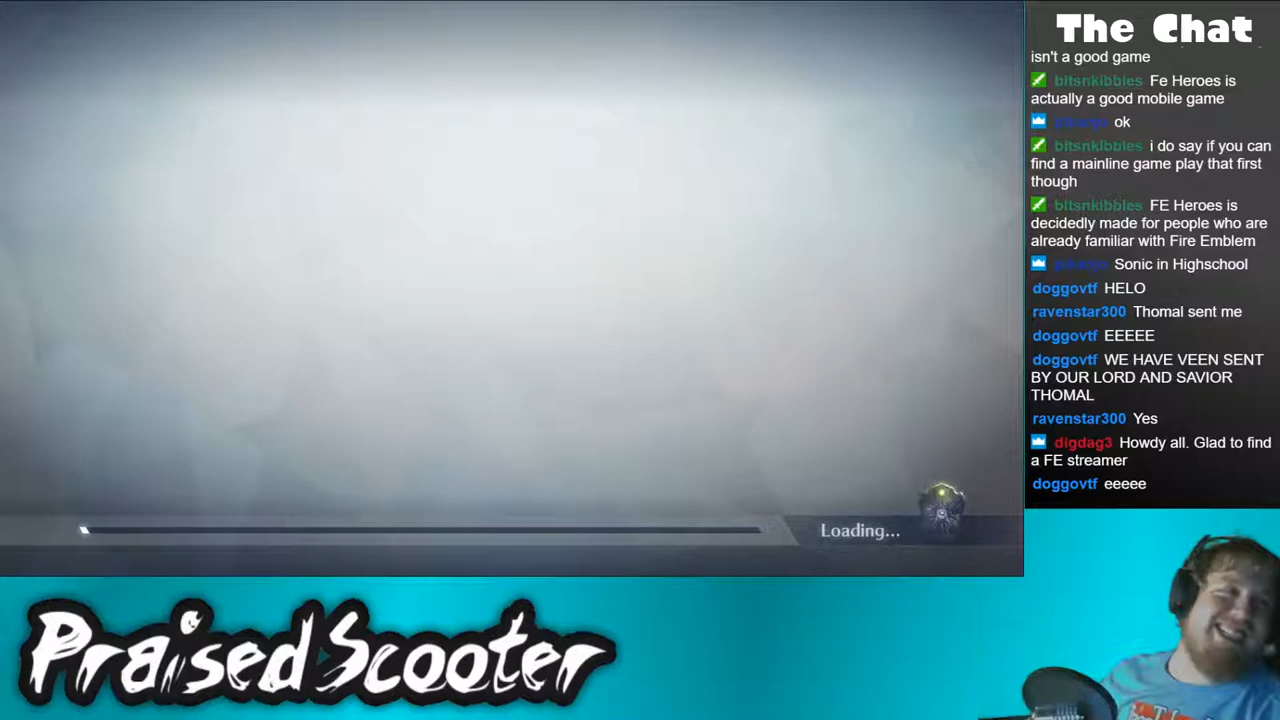 The Chat
isn't a good game
bitsnkibbles Fe Heroes is
actually a good mobile game
ok
bitsnkibbles i do say if you can
find a mainline game play that first
though
bitsnkibbles FE Heroes is
decidedly made for people who are
already familiar with Fire Emblem
Sonic in Highschool
doggovtf HELO
ravenstar300 Thomal sent me
doggovtf EEEEE
doggovtf WE HAVE VEEN SENT
BY OUR LORD AND SAVIOR
THOMAL
ravenstar300 Yes
digdag3 Howdy all. Glad to find
a FE streamer
doggovtf eeeee
Loading...
PraisedScooter